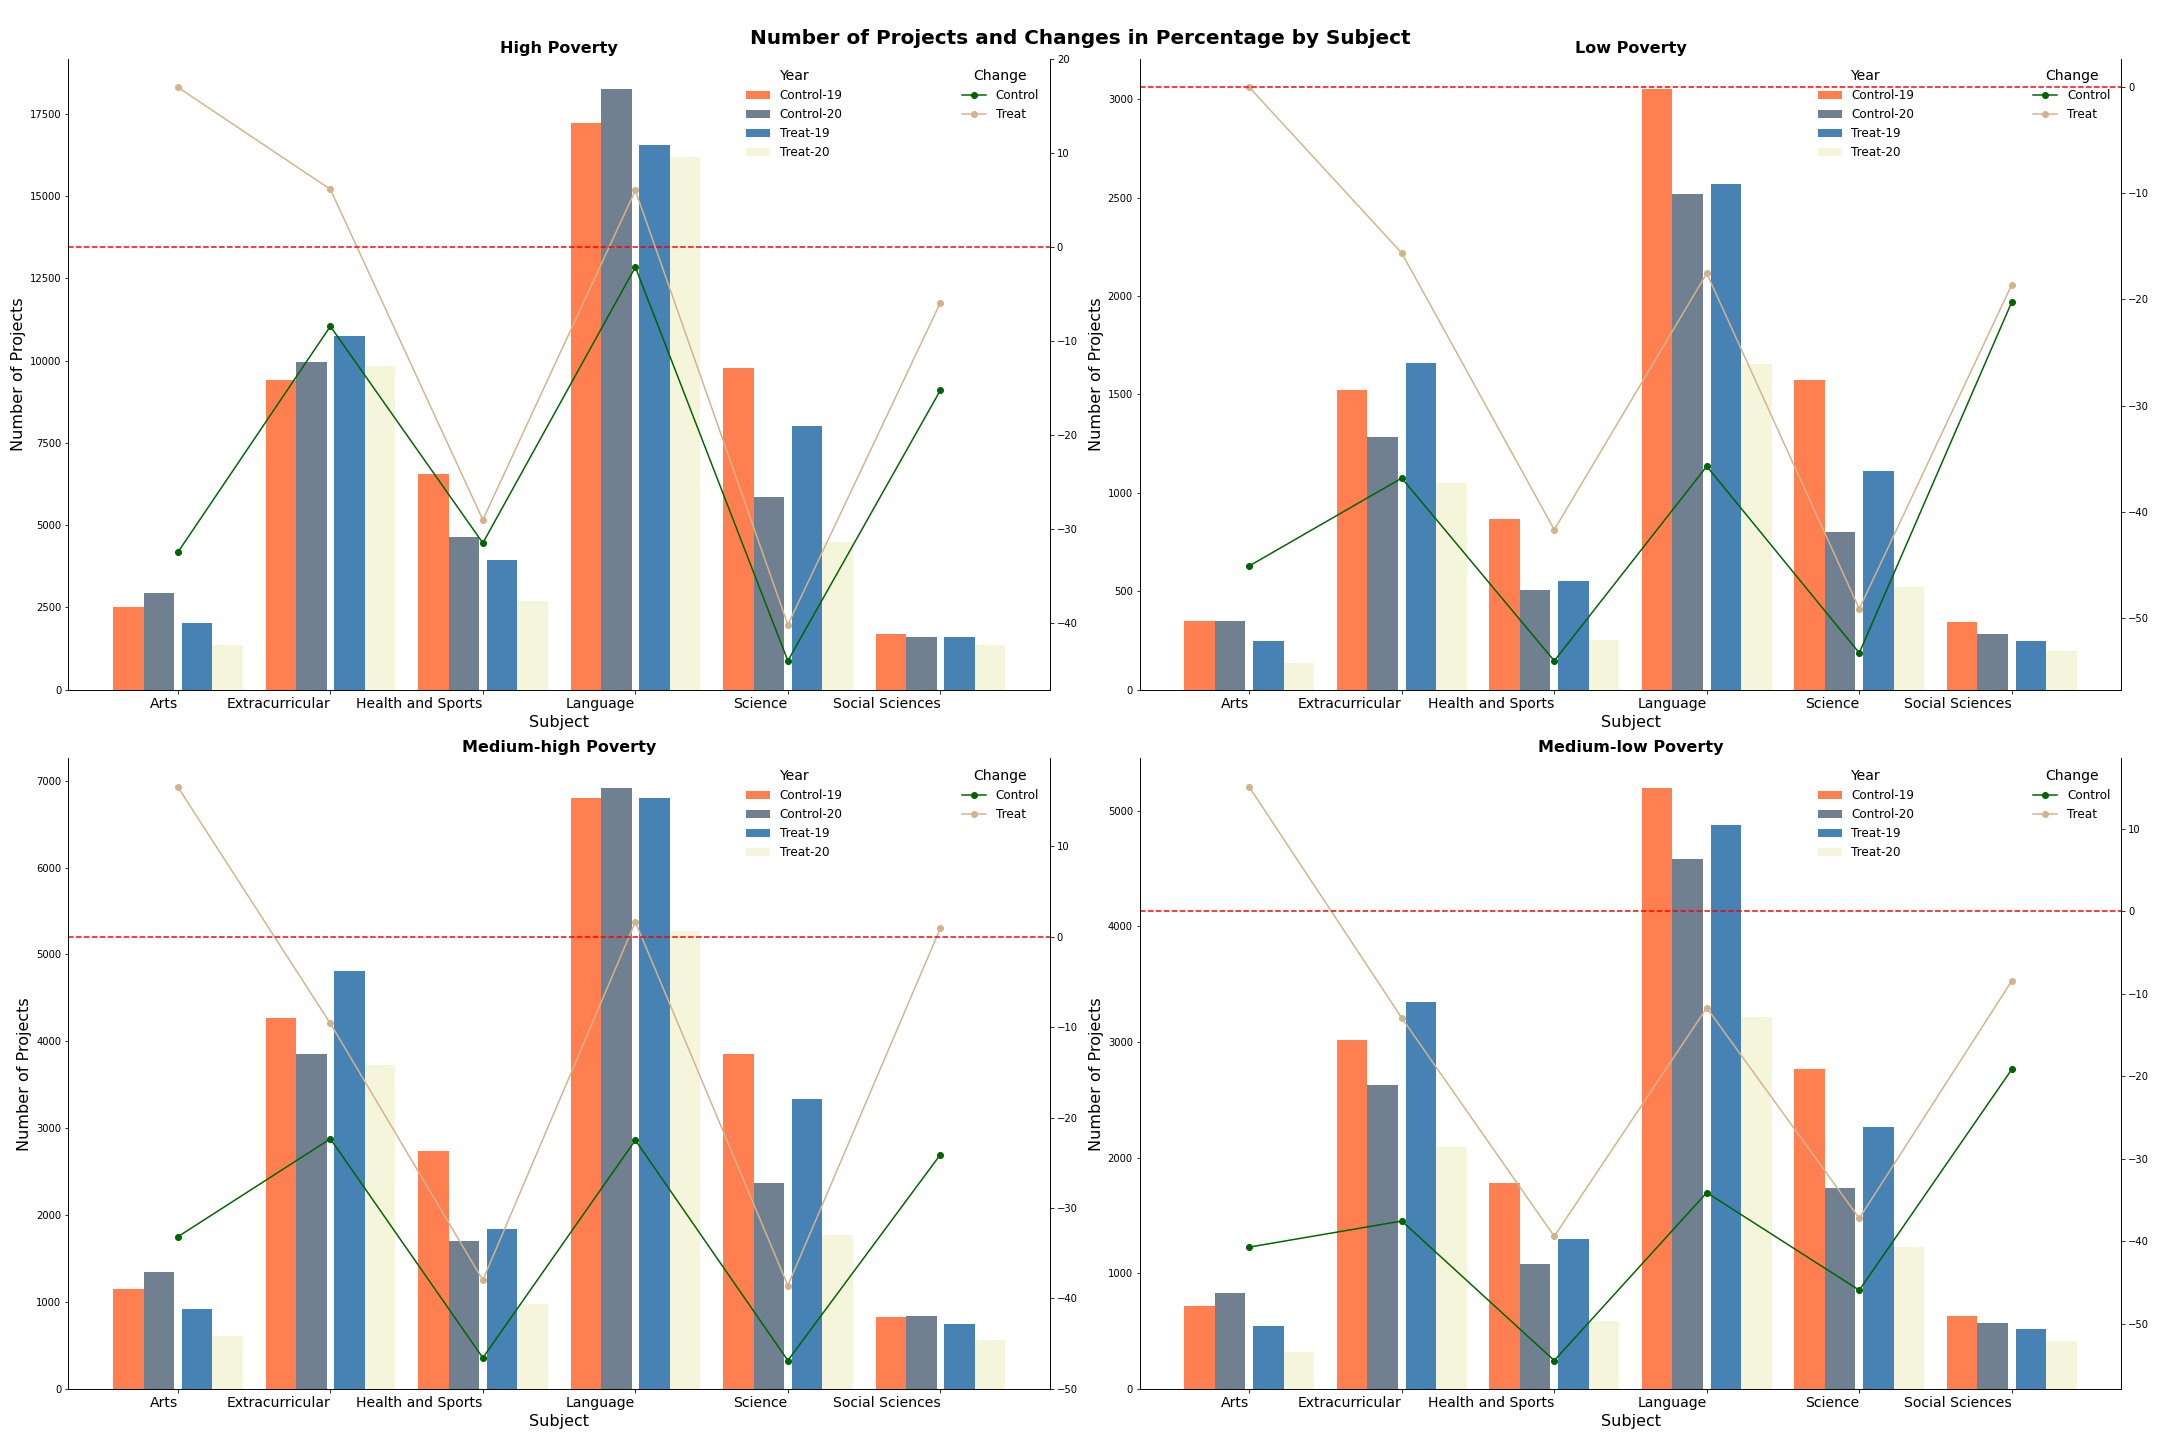 Number of Projects and Changes in Percentage by Subject
High Poverty
Year
Control-19
Control-20
Treat-19
Treat-20
Change
Control
Treat
Number of Projects
17500
15000
12500
10000
7500
5000
2500
0
20
10
0
−10
−20
−30
−40
Arts
Extracurricular
Health and Sports
Language
Science
Social Sciences
Subject
Low Poverty
Year
Control-19
Control-20
Treat-19
Treat-20
Change
Control
Treat
Number of Projects
3000
2500
2000
1500
1000
500
0
0
−10
−20
−30
−40
−50
Arts
Extracurricular
Health and Sports
Language
Science
Social Sciences
Subject
Medium-high Poverty
Year
Control-19
Control-20
Treat-19
Treat-20
Change
Control
Treat
Number of Projects
7000
6000
5000
4000
3000
2000
1000
0
10
0
−10
−20
−30
−40
−50
Arts
Extracurricular
Health and Sports
Language
Science
Social Sciences
Subject
Medium-low Poverty
Year
Control-19
Control-20
Treat-19
Treat-20
Change
Control
Treat
Number of Projects
5000
4000
3000
2000
1000
0
10
0
−10
−20
−30
−40
−50
Arts
Extracurricular
Health and Sports
Language
Science
Social Sciences
Subject